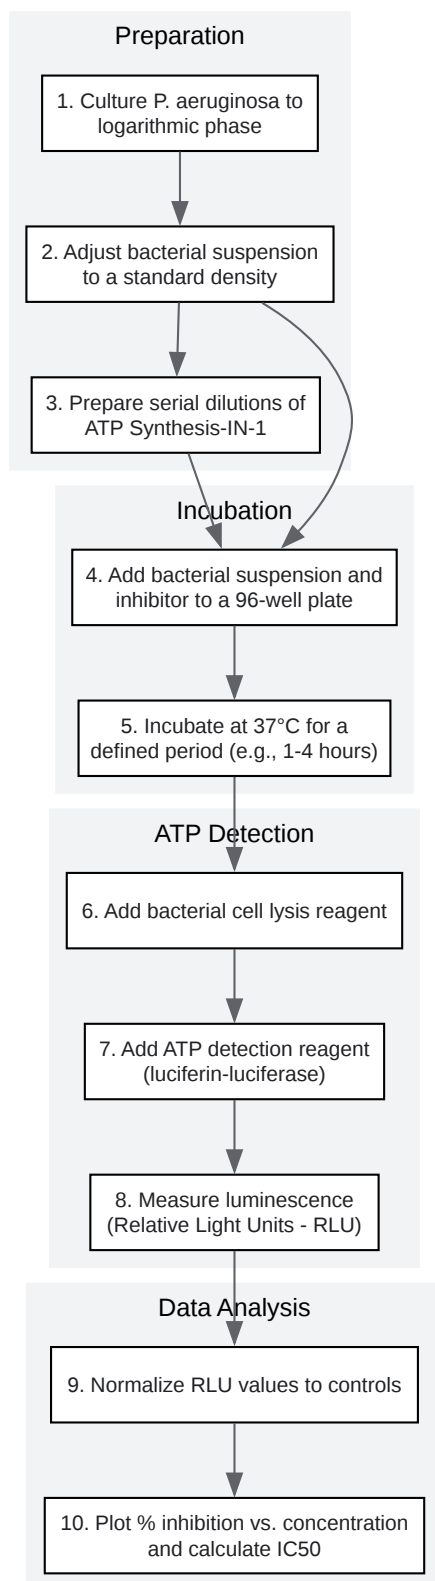 Preparation
1. Culture P. aeruginosa to
logarithmic phase
2. Adjust bacterial suspension
to a standard density
3. Prepare serial dilutions of
ATP Synthesis-IN-1
Incubation
4. Add bacterial suspension and
inhibitor to a 96-well plate
5. Incubate at 37°C for a
defined period (e.g., 1-4 hours)
ATP Detection
6. Add bacterial cell lysis reagent
7. Add ATP detection reagent
(luciferin-luciferase)
8. Measure luminescence
(Relative Light Units - RLU)
Data Analysis
9. Normalize RLU values to controls
10. Plot % inhibition vs. concentration
and calculate IC50